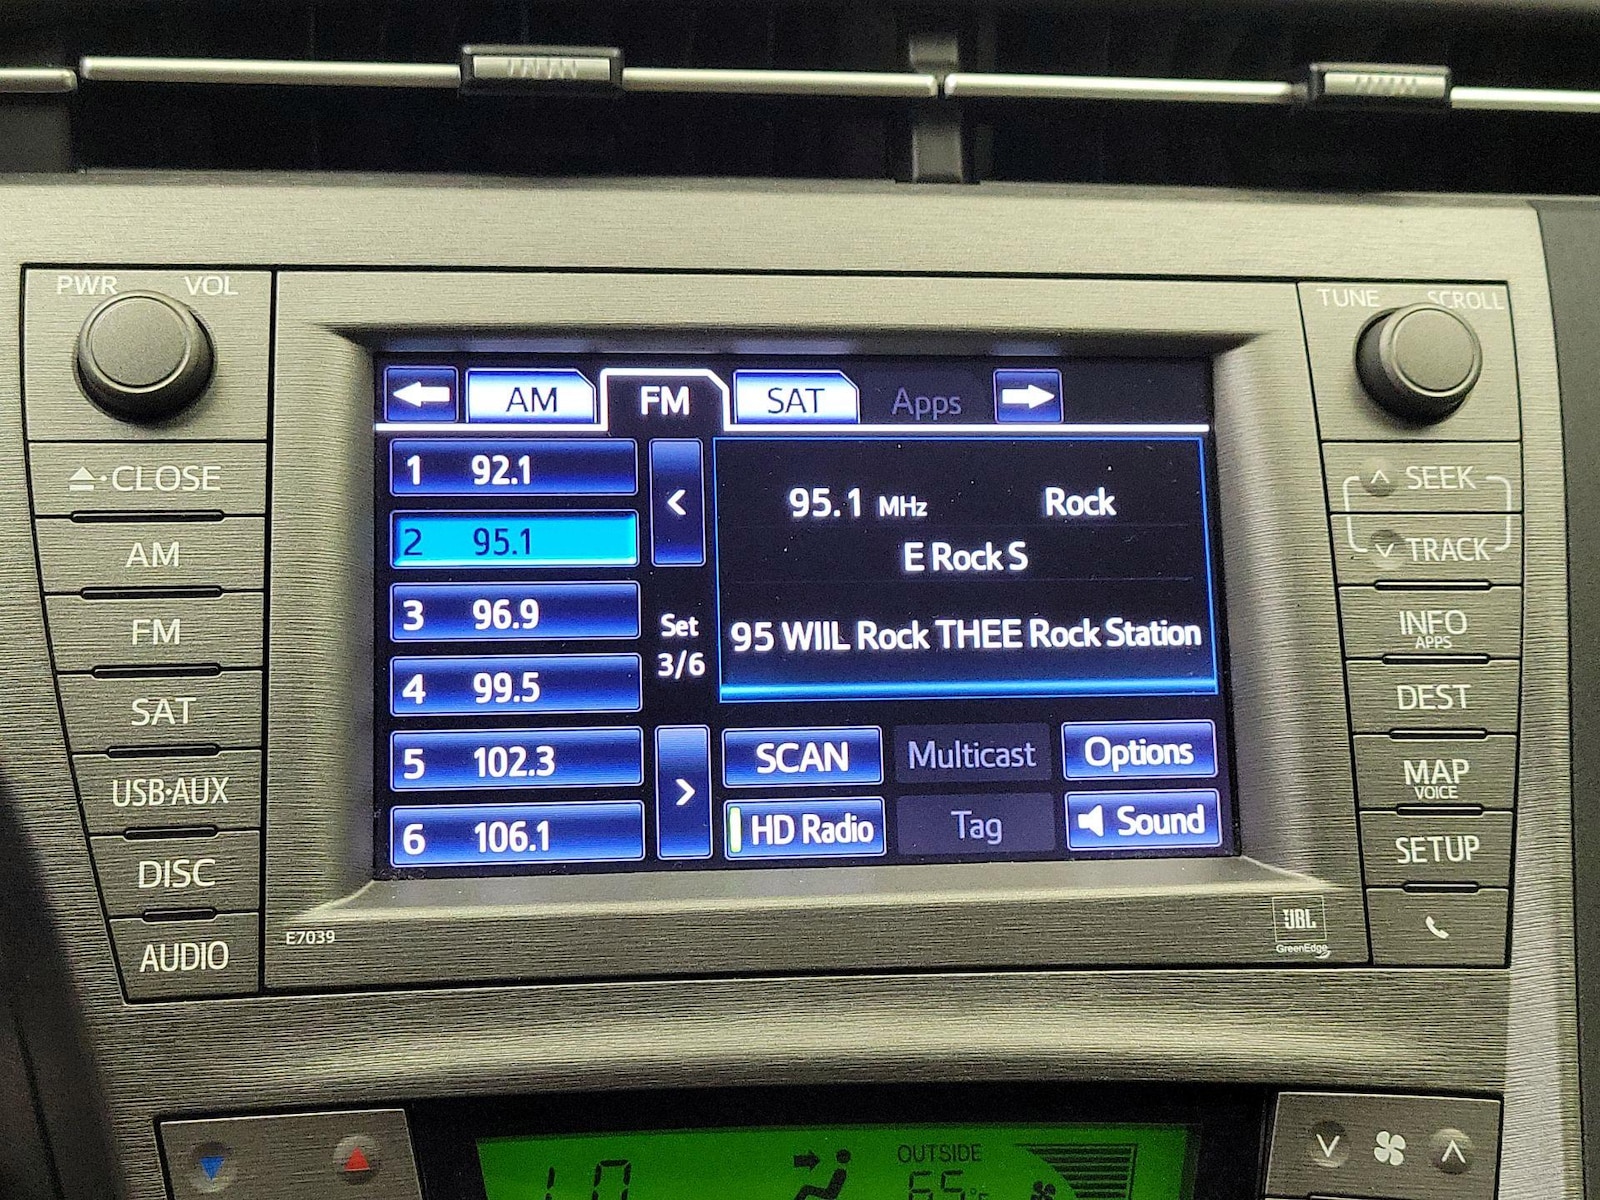 PWR VOL
TUNE SCROLL
AM FM SAT Apps
1 92.1
2 95.1
3 96.9
4 99.5
5 102.3
6 106.1
<
Set
3/6
>
95.1 MHz Rock
E Rock S
95 WIIL Rock THEE Rock Station
SCAN Multicast Options
HD Radio Tag Sound
CLOSE
AM
FM
SAT
USB·AUX
DISC
AUDIO
SEEK
TRACK
INFO
APPS
DEST
MAP
VOICE
SETUP
E7039
JBL
GreenEdge
OUTSIDE
65°F